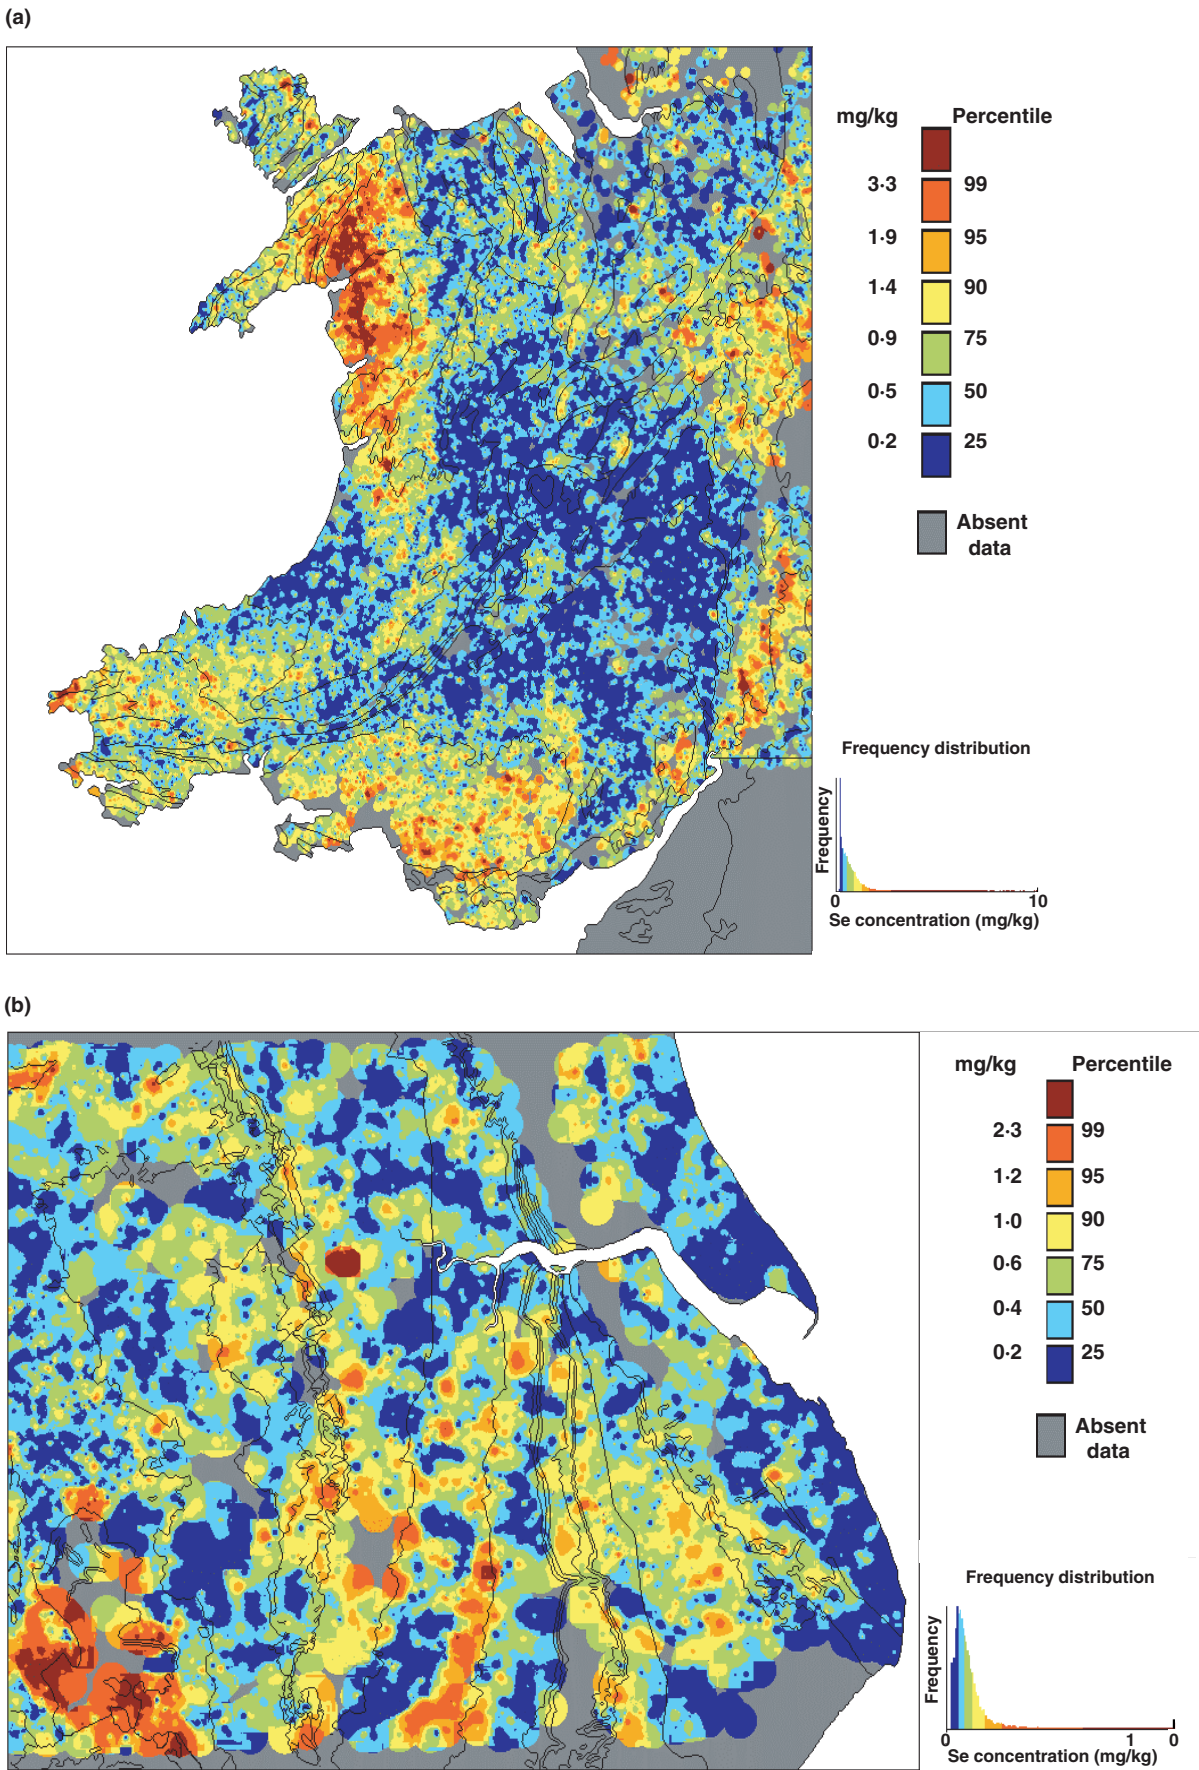 (a)
mg/kg Percentile
3·3 99
1·9 95
1·4 90
0·9 75
0·5 50
0·2 25
Absent
data
Frequency distribution
Frequency
0 10
Se concentration (mg/kg)
(b)
mg/kg Percentile
2·3 99
1·2 95
1·0 90
0·6 75
0·4 50
0·2 25
Absent
data
Frequency distribution
Frequency
0 1 0
Se concentration (mg/kg)